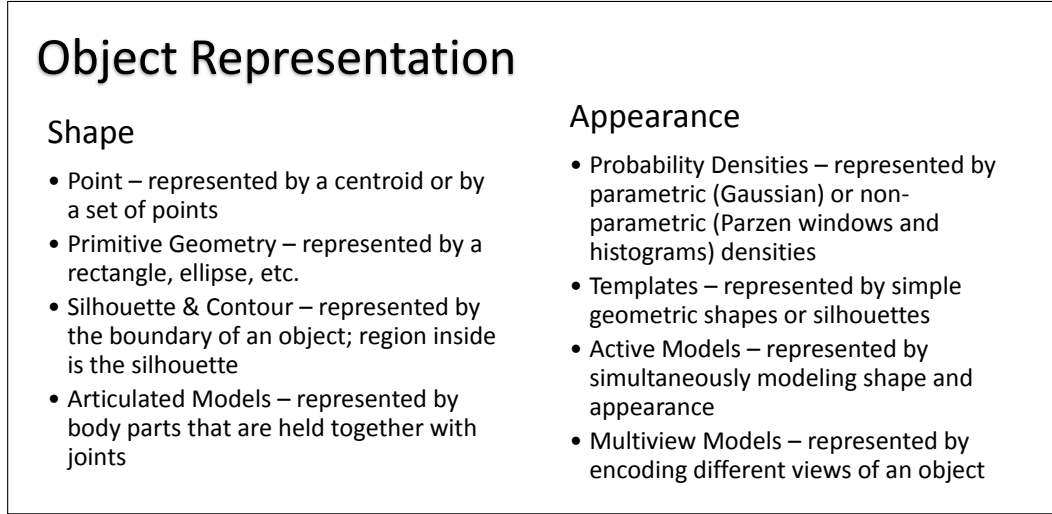 Object Representation
Shape
• Point – represented by a centroid or by
a set of points
• Primitive Geometry – represented by a
rectangle, ellipse, etc.
• Silhouette & Contour – represented by
the boundary of an object; region inside
is the silhouette
• Articulated Models – represented by
body parts that are held together with
joints
Appearance
• Probability Densities – represented by
parametric (Gaussian) or non-
parametric (Parzen windows and
histograms) densities
• Templates – represented by simple
geometric shapes or silhouettes
• Active Models – represented by
simultaneously modeling shape and
appearance
• Multiview Models – represented by
encoding different views of an object